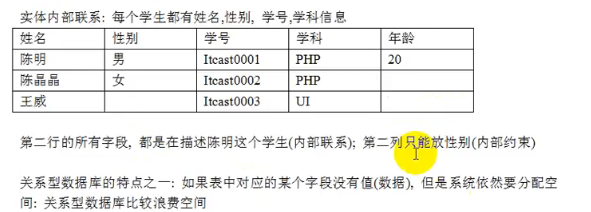 实体内部联系: 每个学生都有姓名,性别, 学号,学科信息
姓名 性别 学号 学科 年龄
陈明 男 Itcast0001 PHP 20
陈晶晶 女 Itcast0002 PHP
王威 Itcast0003 UI
第二行的所有字段, 都是在描述陈明这个学生(内部联系); 第二列只能放性别(内部约束)
关系型数据库的特点之一: 如果表中对应的某个字段没有值(数据), 但是系统依然要分配空
间: 关系型数据库比较浪费空间